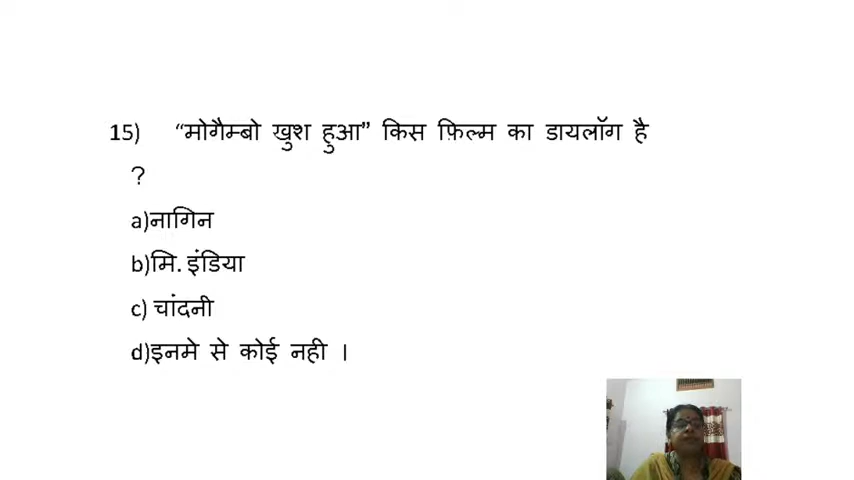 15) “मोगैम्बो खुश हुआ” किस फ़िल्म का डायलॉग है
?
a)नागिन
b)मि. इंडिया
c) चांदनी
d)इनमे से कोई नही ।